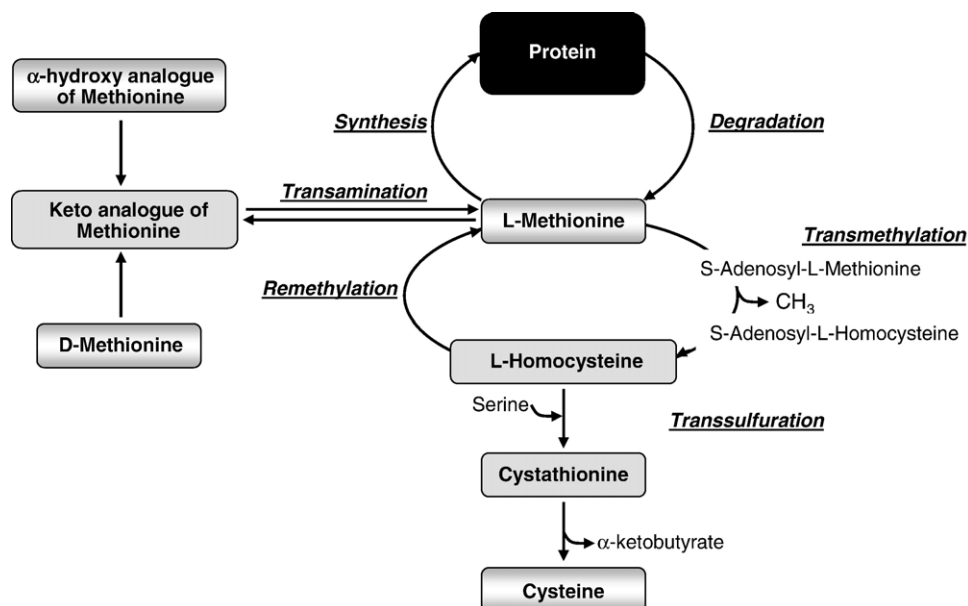 Protein
α-hydroxy analogue
of Methionine
Synthesis
Degradation
Transamination
Keto analogue of
Methionine
L-Methionine
Transmethylation
S-Adenosyl-L-Methionine
Remethylation
CH₃
S-Adenosyl-L-Homocysteine
D-Methionine
L-Homocysteine
Serine
Transsulfuration
Cystathionine
α-ketobutyrate
Cysteine